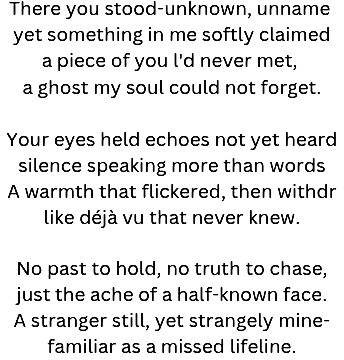 There you stood-unknown, unname
yet something in me softly claimed
a piece of you l'd never met,
a ghost my soul could not forget.
Your eyes held echoes not yet heard
silence speaking more than words
A warmth that flickered, then withdr
like déjà vu that never knew.
No past to hold, no truth to chase,
just the ache of a half-known face.
A stranger still, yet strangely mine-
familiar as a missed lifeline.